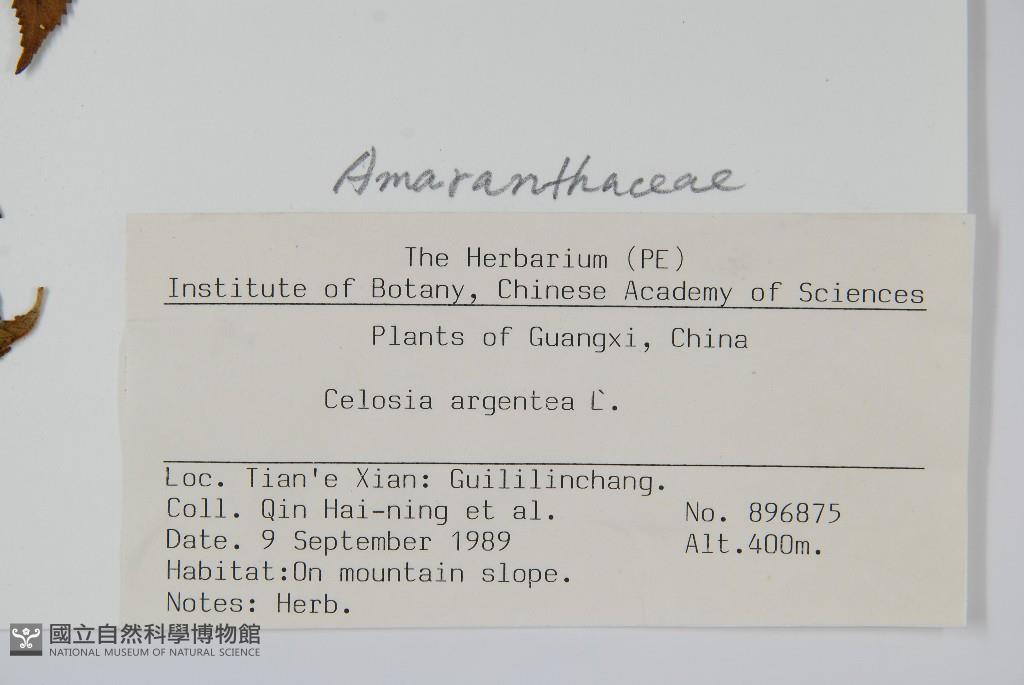 Amaranthaceae
The Herbarium (PE)
Institute of Botany, Chinese Academy of Sciences
Plants of Guangxi, China
Celosia argentea L.
Loc. Tian'e Xian: Guililinchang.
Coll. Qin Hai-ning et al. No. 896875
Date. 9 September 1989 Alt.400m.
Habitat:On mountain slope.
Notes: Herb.
國立自然科學博物館
NATIONAL MUSEUM OF NATURAL SCIENCE